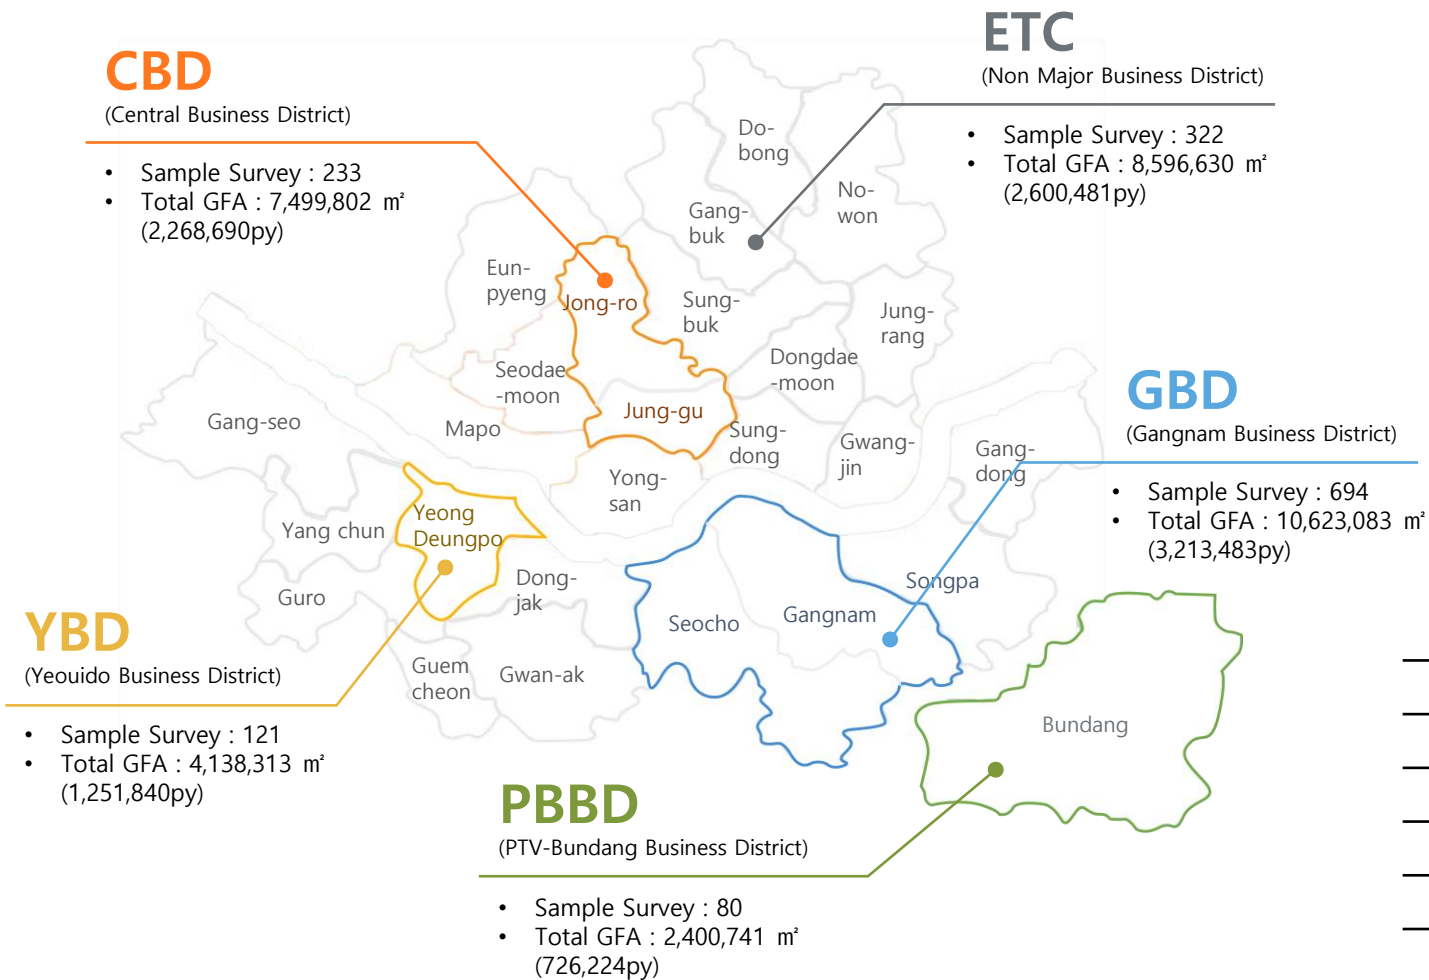 CBD
(Central Business District)
• Sample Survey : 233
• Total GFA : 7,499,802 ㎡
(2,268,690py)
ETC
(Non Major Business District)
• Sample Survey : 322
• Total GFA : 8,596,630 ㎡
(2,600,481py)
Do-
bong
No-
won
Gang-
buk
Eun-
pyeng
Jong-ro
Sung-
buk
Jung-
rang
Seodae
-moon
Dongdae
-moon
Gang-seo
Mapo
Jung-gu
Sung-
dong
Gwang-
jin
Gang-
dong
GBD
(Gangnam Business District)
• Sample Survey : 694
• Total GFA : 10,623,083 ㎡
(3,213,483py)
Yong-
san
Yang chun
Yeong
Deungpo
Guro
Dong-
jak
Seocho
Gangnam
Songpa
Guem
cheon
Gwan-ak
Bundang
YBD
(Yeouido Business District)
• Sample Survey : 121
• Total GFA : 4,138,313 ㎡
(1,251,840py)
PBBD
(PTV-Bundang Business District)
• Sample Survey : 80
• Total GFA : 2,400,741 ㎡
(726,224py)